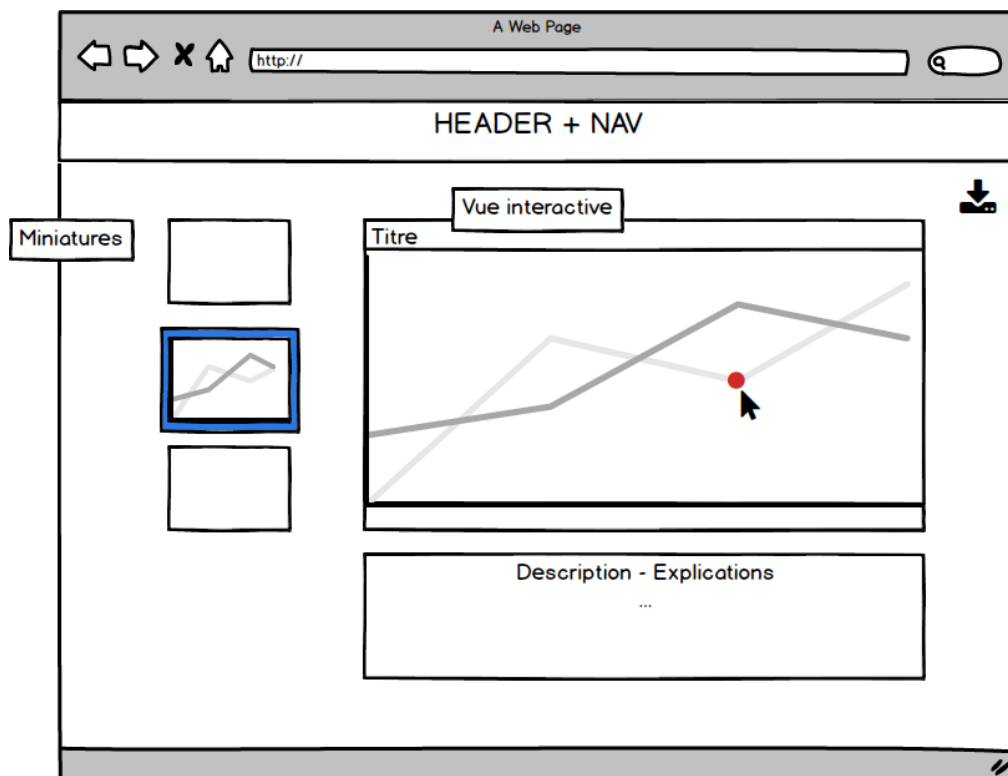 A Web Page
http://
HEADER + NAV
Miniatures
Vue interactive
Titre
Description - Explications
...